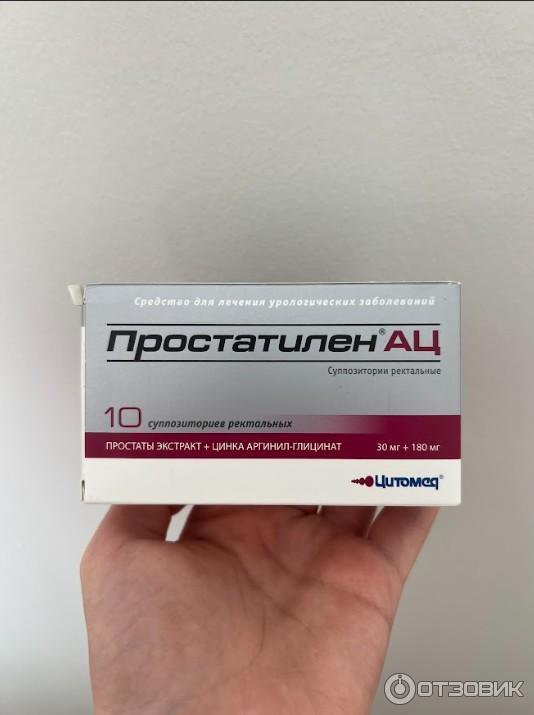 Средство для лечения урологических заболеваний
Простатилен® АЦ
Суппозитории ректальные
10 суппозиториев ректальных
ПРОСТАТЫ ЭКСТРАКТ + ЦИНКА АРГИНИЛ-ГЛИЦИНАТ 30 мг + 180 мг
Цитомед®
ОТЗОВИК